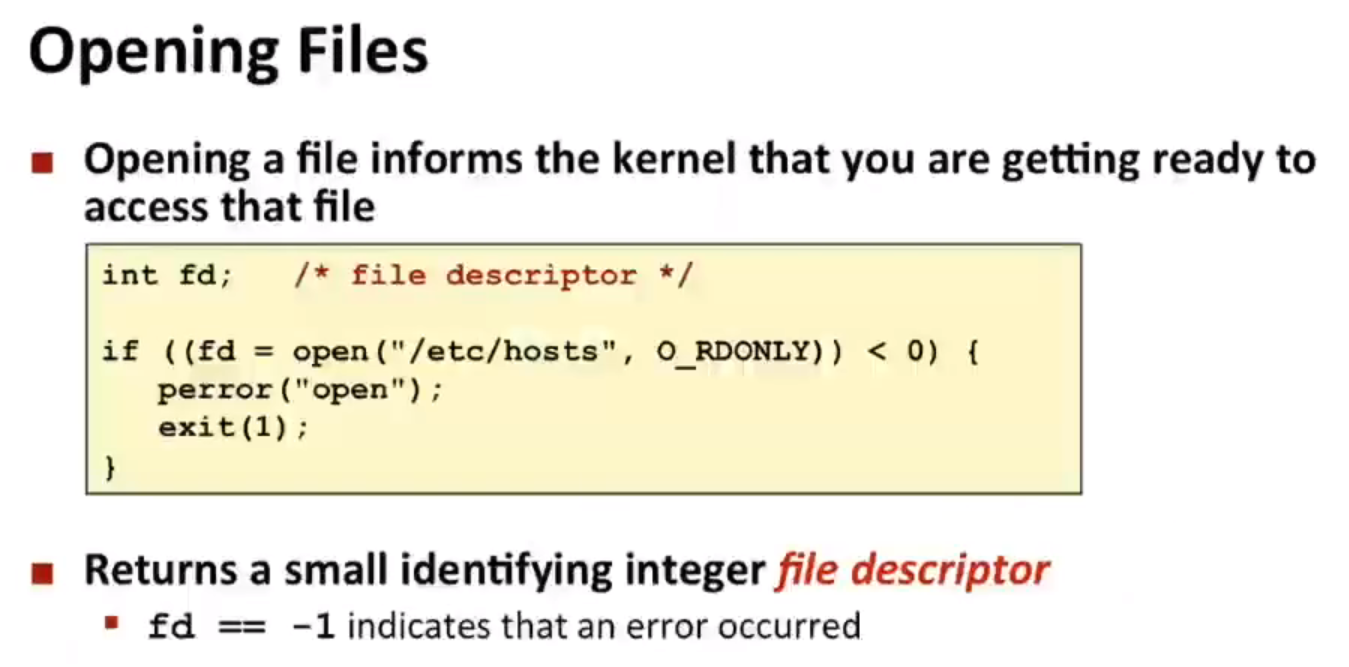 Opening Files
Opening a file informs the kernel that you are getting ready to
access that file
int fd;   /* file descriptor */
if ((fd = open("/etc/hosts", O_RDONLY)) < 0) {
   perror("open");
   exit(1);
}
Returns a small identifying integer file descriptor
fd == -1 indicates that an error occurred